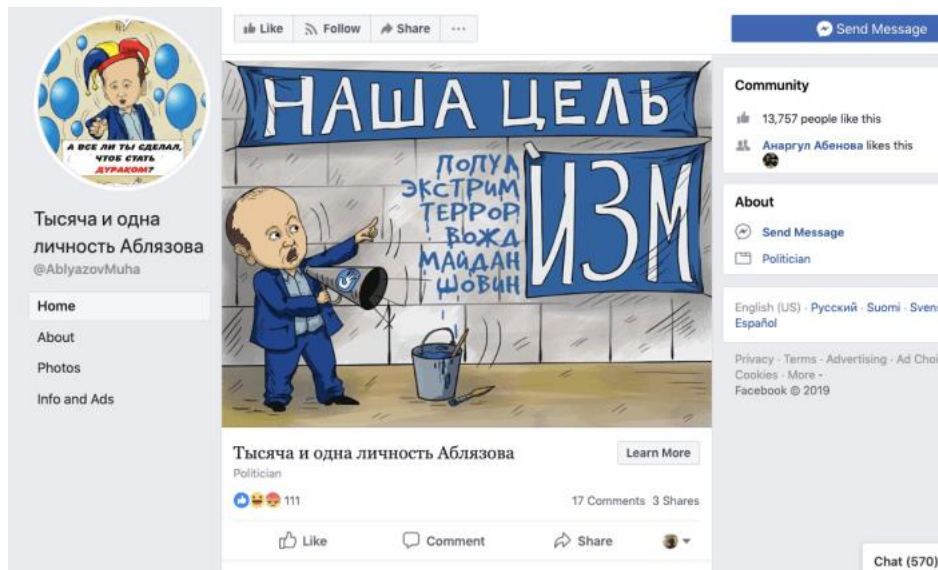 Like
Follow
Share
Send Message
А ВСЕ ЛИ ТЫ СДЕЛАЛ,
ЧТОБ СТАТЬ
ДУРАКОМ?
Тысяча и одна
личность Аблязова
@AblyazovMuha
Home
About
Photos
Info and Ads
НАША ЦЕЛЬ
ПОПУЛ
ЭКСТРИМ
ТЕРРОР
ВОЖД
МАЙДАН
ШОВИН
ИЗМ
Тысяча и одна личность Аблязова
Politician
Learn More
111
17 Comments 3 Shares
Like
Comment
Share
Community
13,757 people like this
Анаргул Абенова likes this
About
Send Message
Politician
English (US) · Русский · Suomi · Sven
Español
Privacy · Terms · Advertising · Ad Choi
Cookies · More
Facebook © 2019
Chat (570)